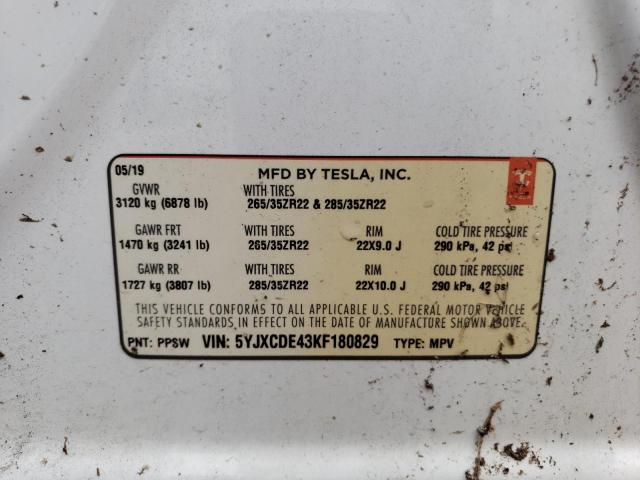 05/19 MFD BY TESLA, INC.
GVWR WITH TIRES
3120 kg (6878 lb) 265/35ZR22 & 285/35ZR22
GAWR FRT WITH TIRES RIM COLD TIRE PRESSURE
1470 kg (3241 lb) 265/35ZR22 22X9.0 J 290 kPa, 42 psi
GAWR RR WITH TIRES RIM COLD TIRE PRESSURE
1727 kg (3807 lb) 285/35ZR22 22X10.0 J 290 kPa, 42 psi
THIS VEHICLE CONFORMS TO ALL APPLICABLE U.S. FEDERAL MOTOR VEHICLE
SAFETY STANDARDS IN EFFECT ON THE DATE OF MANUFACTURE SHOWN ABOVE.
PNT: PPSW VIN: 5YJXCDE43KF180829 TYPE: MPV